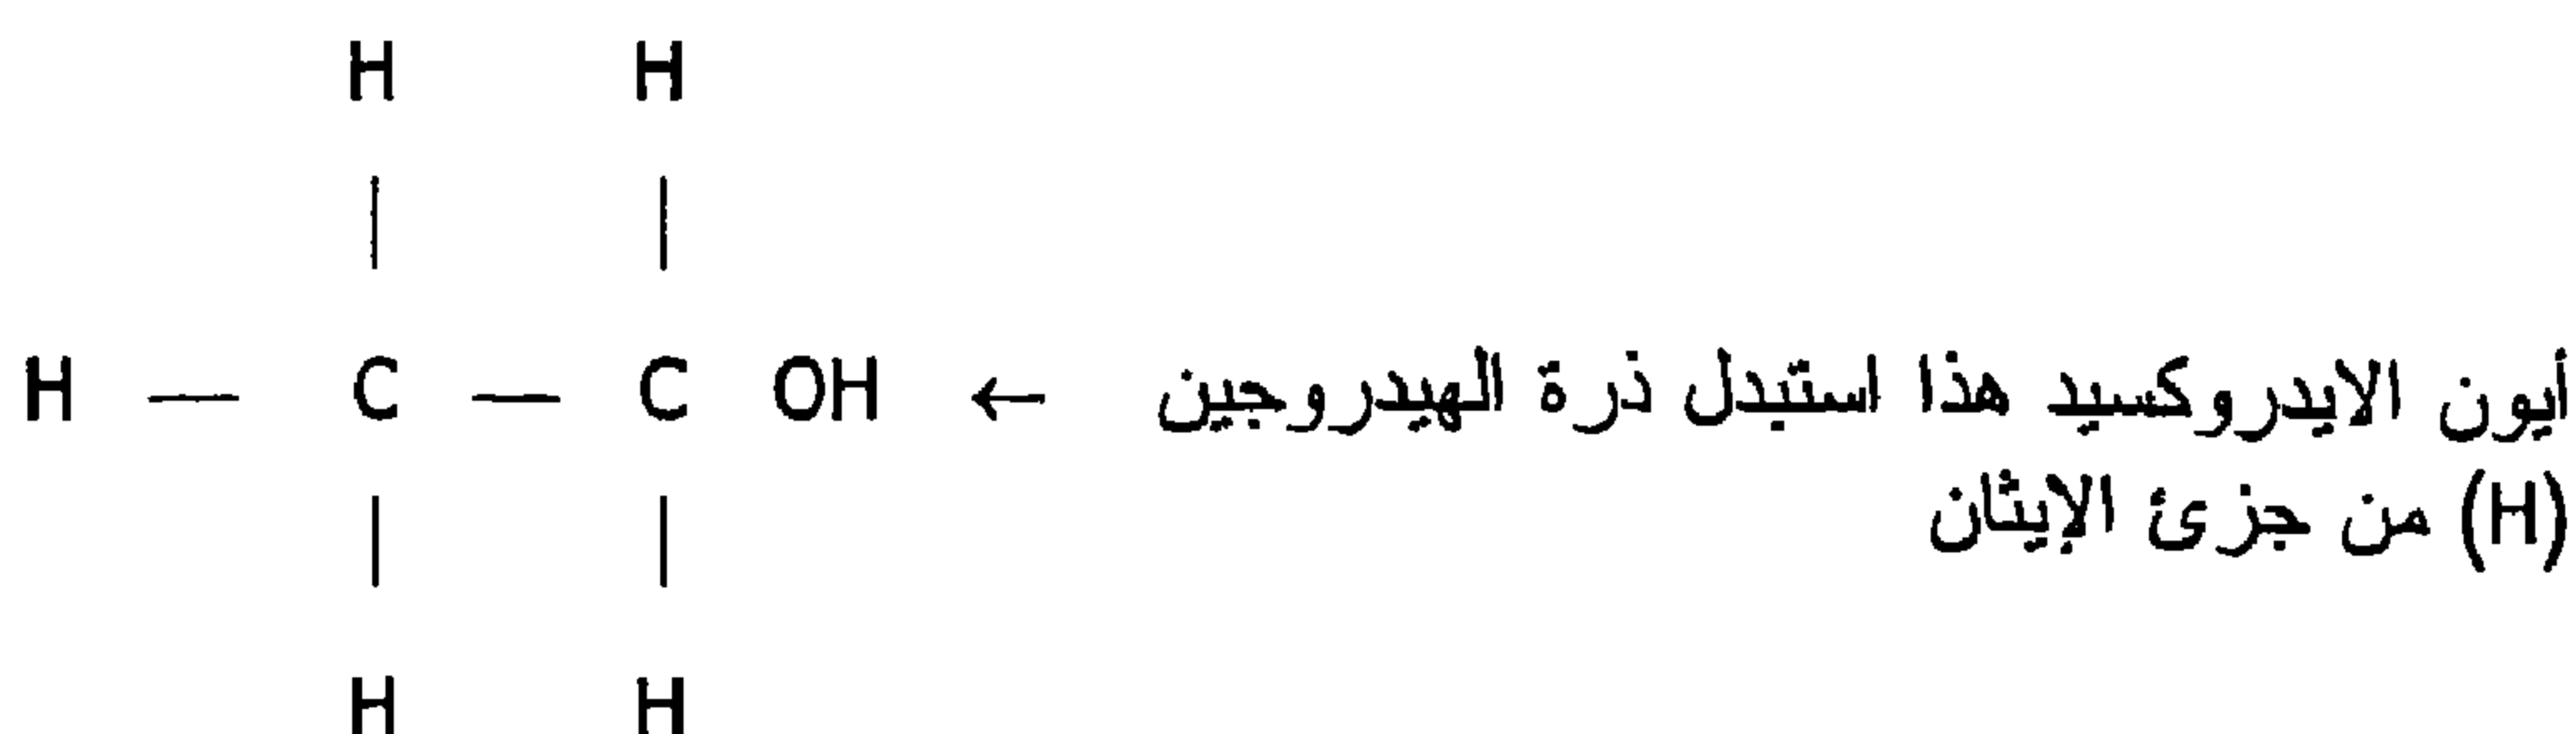 H H
H — C — C OH ← أيون الايدروكسيد هذا استبدل ذرة الهيدروجين
(H) من جزئ الإيثان
H H